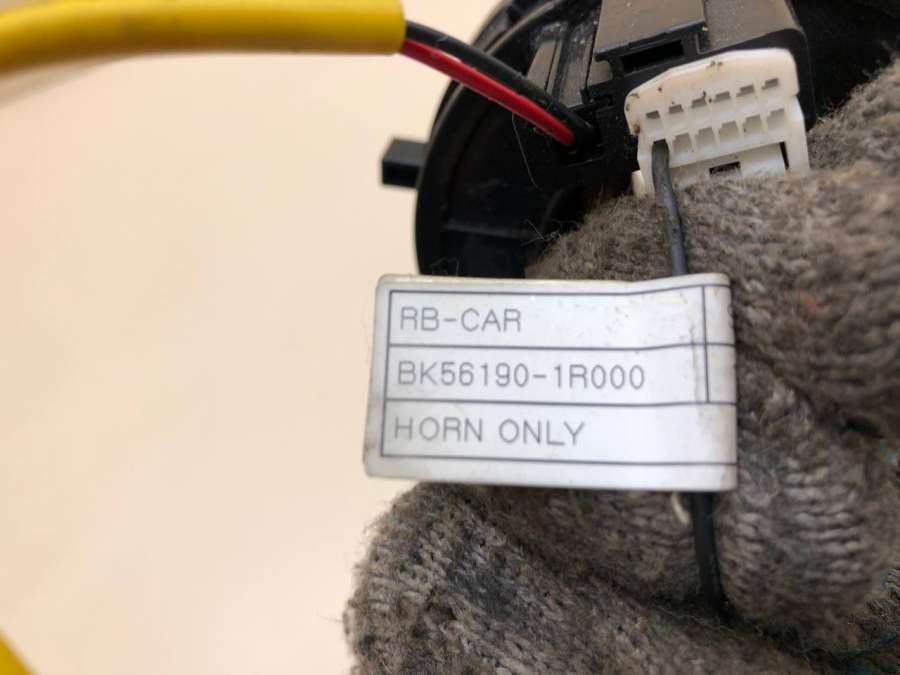 RB-CAR
BK56190-1R000
HORN ONLY